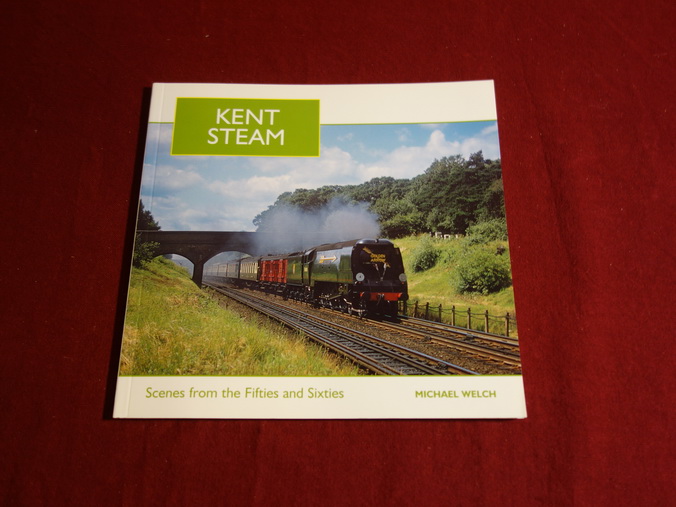 KENT
STEAM
Scenes from the Fifties and Sixties
MICHAEL WELCH